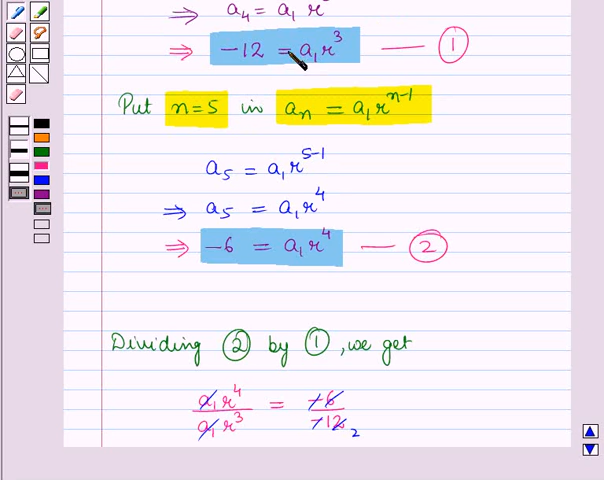 ⇒ a₄ = a₁ r³
⇒ -12 = a₁r³ — ①
Put n=5 in aₙ = a₁rⁿ⁻¹
a₅ = a₁r⁵⁻¹
⇒ a₅ = a₁r⁴
⇒ -6 = a₁r⁴ — ②
Dividing ② by ①, we get
a₁r⁴/a₁r³ = -6/-12 2